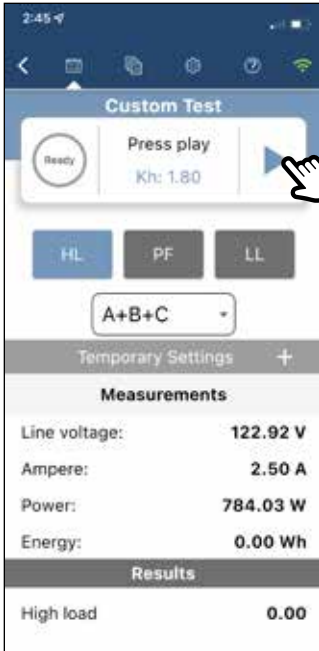 2:45
Custom Test
Ready
Press play
Kh: 1.80
HL PF LL
A+B+C
Temporary Settings +
Measurements
Line voltage: 122.92 V
Ampere: 2.50 A
Power: 784.03 W
Energy: 0.00 Wh
Results
High load 0.00